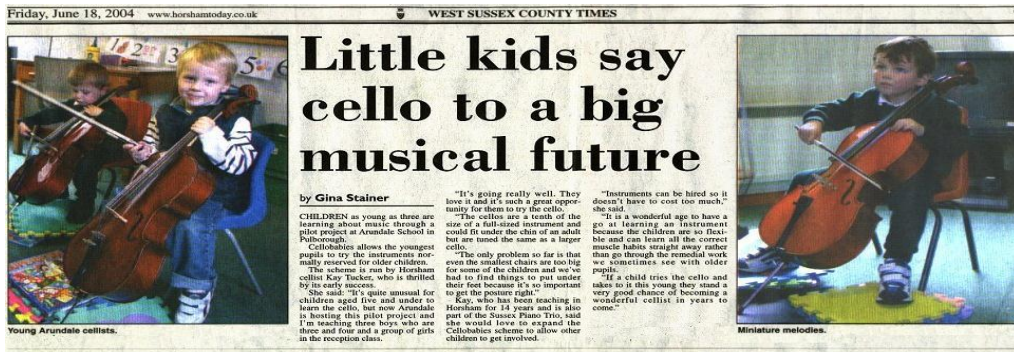 Friday, June 18, 2004 www.horshamtoday.co.uk
WEST SUSSEX COUNTY TIMES
1 2 3 5 6
Little kids say
cello to a big
musical future
by Gina Stainer
CHILDREN as young as three are
learning about music through a
pilot project at Arundale School in
Pulborough.
Cellobabies allows the youngest
pupils to try the instruments nor-
mally reserved for older children.
The scheme is run by Horsham
cellist Kay Tucker, who is thrilled
by its early success.
She said: "It's quite unusual for
children aged five and under to
learn the cello, but now Arundale
is hosting this pilot project and
I'm teaching three boys who are
three and four and a group of girls
in the reception class.
"It's going really well. They
love it and it's such a great oppor-
tunity for them to try the cello.
"The cellos are a tenth of the
size of a full-sized instrument and
could fit under the chin of an adult
but are tuned the same as a larger
cello.
"The only problem so far is that
even the smallest chairs are too big
for some of the children and we've
had to find things to put under
their feet because it's so important
to get the posture right."
Kay, who has been teaching in
Horsham for 14 years and is also
part of the Sussex Piano Trio, said
she would love to expand the
Cellobabies scheme to allow other
children to get involved.
"Instruments can be hired so it
doesn't have to cost too much,"
she said.
"It is a wonderful age to have a
go at learning an instrument
because the children are so flexi-
ble and can learn all the correct
muscle habits straight away rather
than go through the remedial work
we sometimes see with older
pupils.
"If a child tries the cello and
takes to it this young they stand a
very good chance of becoming a
wonderful cellist in years to
come."
Young Arundale cellists.
Miniature melodies.